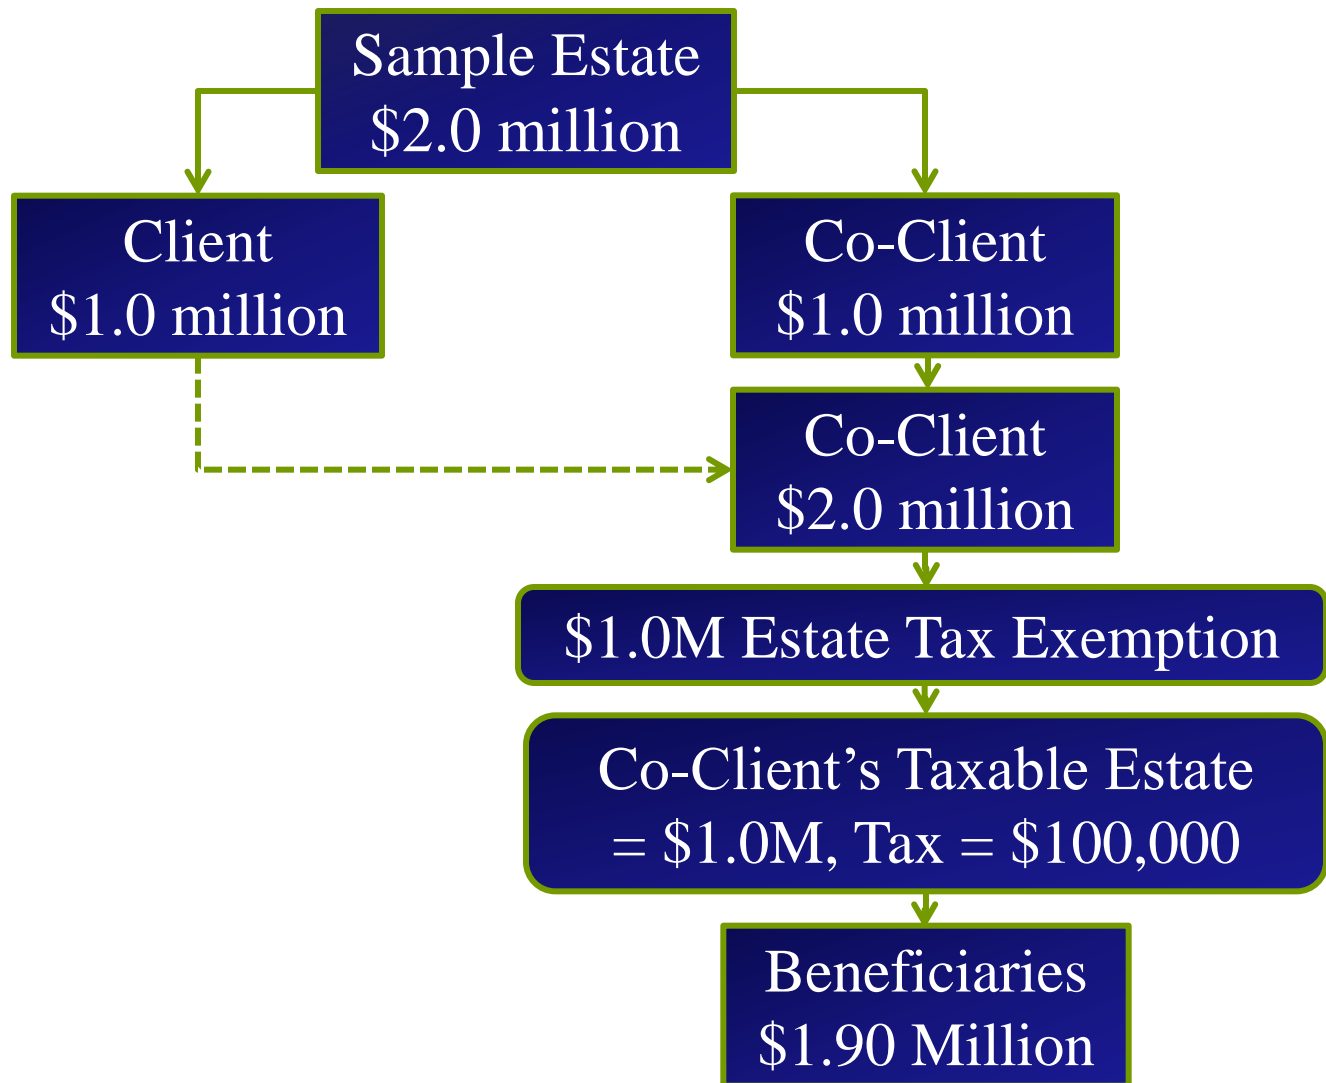 Sample Estate
$2.0 million
Client
$1.0 million
Co-Client
$1.0 million
Co-Client
$2.0 million
$1.0M Estate Tax Exemption
Co-Client’s Taxable Estate
= $1.0M, Tax = $100,000
Beneficiaries
$1.90 Million